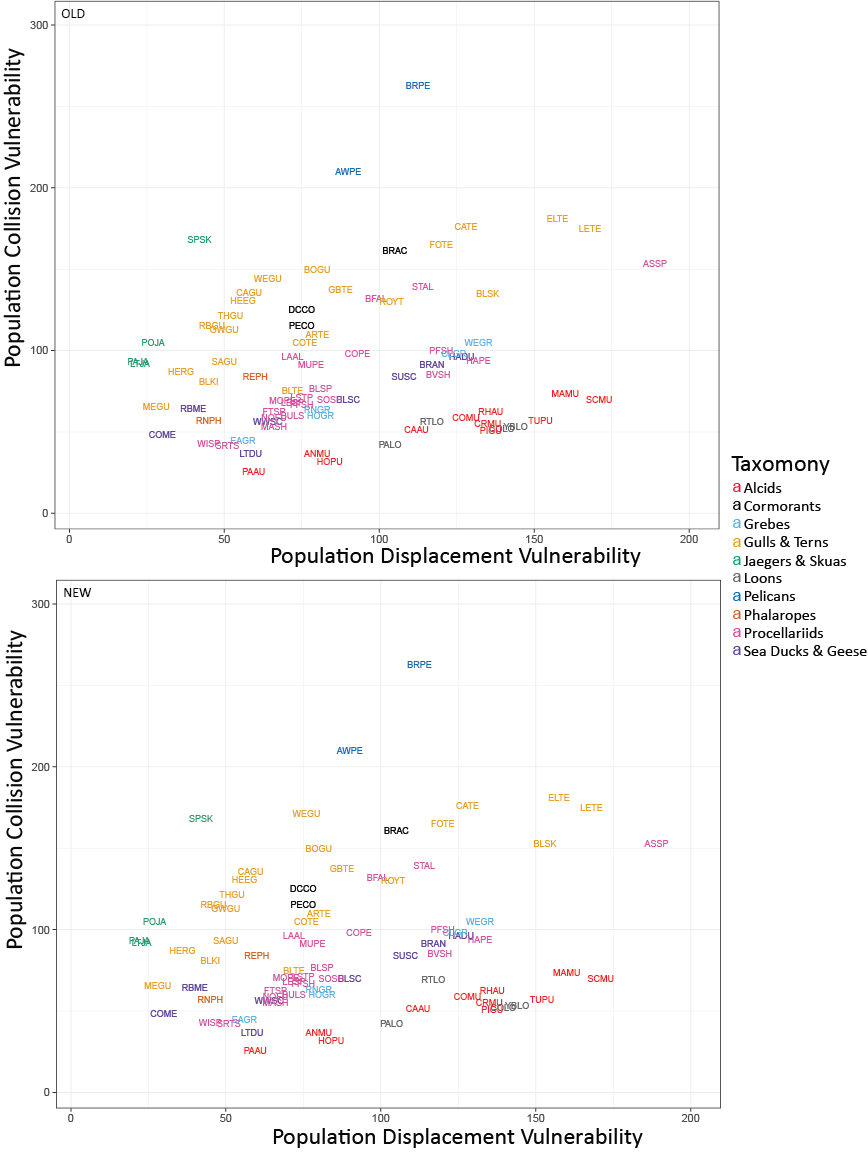 OLD
300
BRPE
AWPE
200
ELTE
CATE
LETE
SPSK
FOTE
BRAC
ASSP
BOGU
WEGU
STAL
CAGU
GBTE
BLSK
HEEG
BFAL
ROYT
DCCO
THGU
RBGU
PECO
GWGU
ARTE
POJA
COTE
WEGR
100
PFSH
COPE
LAAL
HADU
PAJA
LTJA
SAGU
MUPE
BRAN
HAPE
HERG
REPH
SUSC
BVSH
BLKI
BLTE
BLSP
MAMU
SOSH
BLSC
SCMU
MEGU
RBME
FTSP
RNGR
RHAU
RNPH
WWSC
BULS
HOGR
COMU
RTLO
TUPU
MASH
CRMU
CAAU
PIGU
YBLO
COME
WISP
SRTS
EAGR
PALO
LTDU
ANMU
HOPU
PAAU
0
0
50
100
150
200
Population Displacement Vulnerability
Population Collision Vulnerability
Taxomony
a Alcids
a Cormorants
a Grebes
a Gulls & Terns
a Jaegers & Skuas
a Loons
a Pelicans
a Phalaropes
a Procellariids
a Sea Ducks & Geese
NEW
300
BRPE
AWPE
200
ELTE
CATE
LETE
SPSK
WEGU
FOTE
BRAC
BLSK
ASSP
BOGU
STAL
CAGU
GBTE
HEEG
BFAL
ROYT
DCCO
THGU
RBGU
PECO
GWGU
ARTE
POJA
COTE
WEGR
100
PFSH
COPE
LAAL
HADU
PAJA
LTJA
SAGU
MUPE
BRAN
HAPE
HERG
REPH
SUSC
BVSH
BLKI
BLTE
BLSP
MAMU
SOSH
BLSC
RTLO
SCMU
MEGU
RBME
FTSP
RNGR
RHAU
RNPH
WWSC
BULS
HOGR
COMU
TUPU
MASH
CRMU
CAAU
PIGU
YBLO
COME
WISP
SRTS
EAGR
PALO
LTDU
ANMU
HOPU
PAAU
0
0
50
100
150
200
Population Displacement Vulnerability
Population Collision Vulnerability